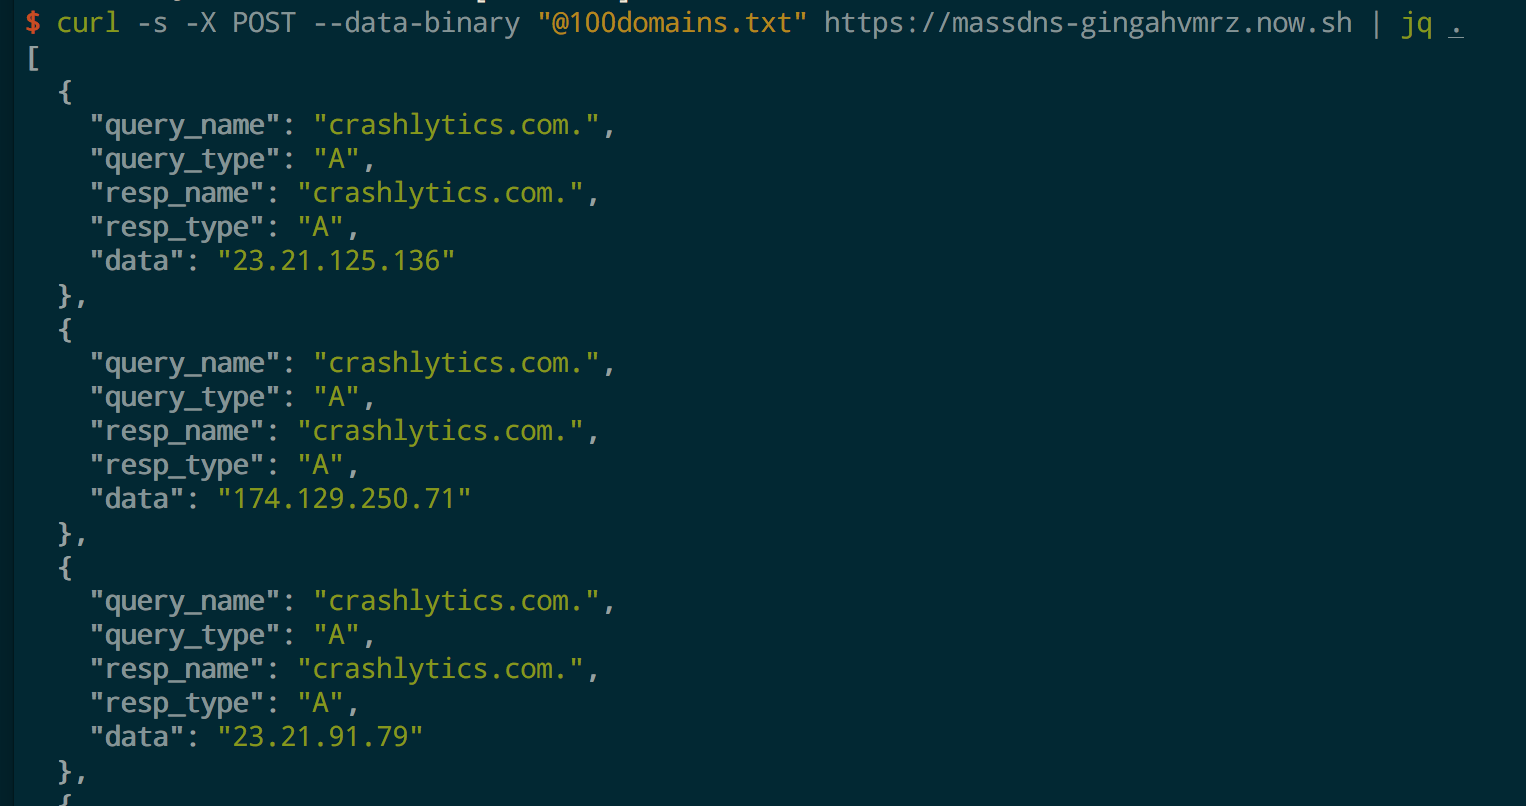 $ curl -s -X POST --data-binary "@100domains.txt" https://massdns-gingahvmrz.now.sh | jq .
[
  {
    "query_name": "crashlytics.com.",
    "query_type": "A",
    "resp_name": "crashlytics.com.",
    "resp_type": "A",
    "data": "23.21.125.136"
  },
  {
    "query_name": "crashlytics.com.",
    "query_type": "A",
    "resp_name": "crashlytics.com.",
    "resp_type": "A",
    "data": "174.129.250.71"
  },
  {
    "query_name": "crashlytics.com.",
    "query_type": "A",
    "resp_name": "crashlytics.com.",
    "resp_type": "A",
    "data": "23.21.91.79"
  },
  {